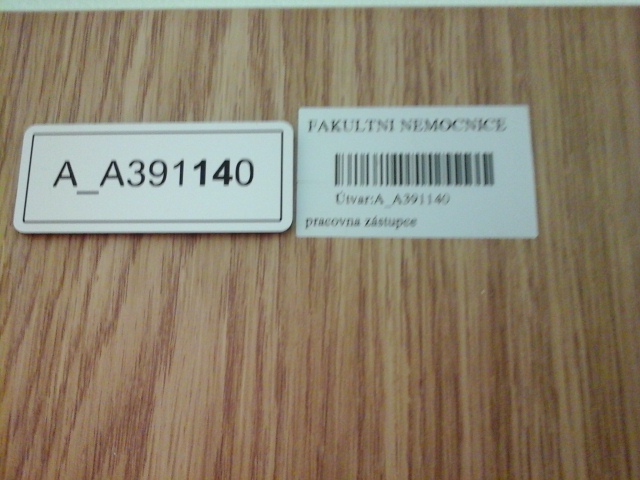 A_A391140
FAKULTNI NEMOCNICE
Útvar:A_A391140
pracovna zástupce